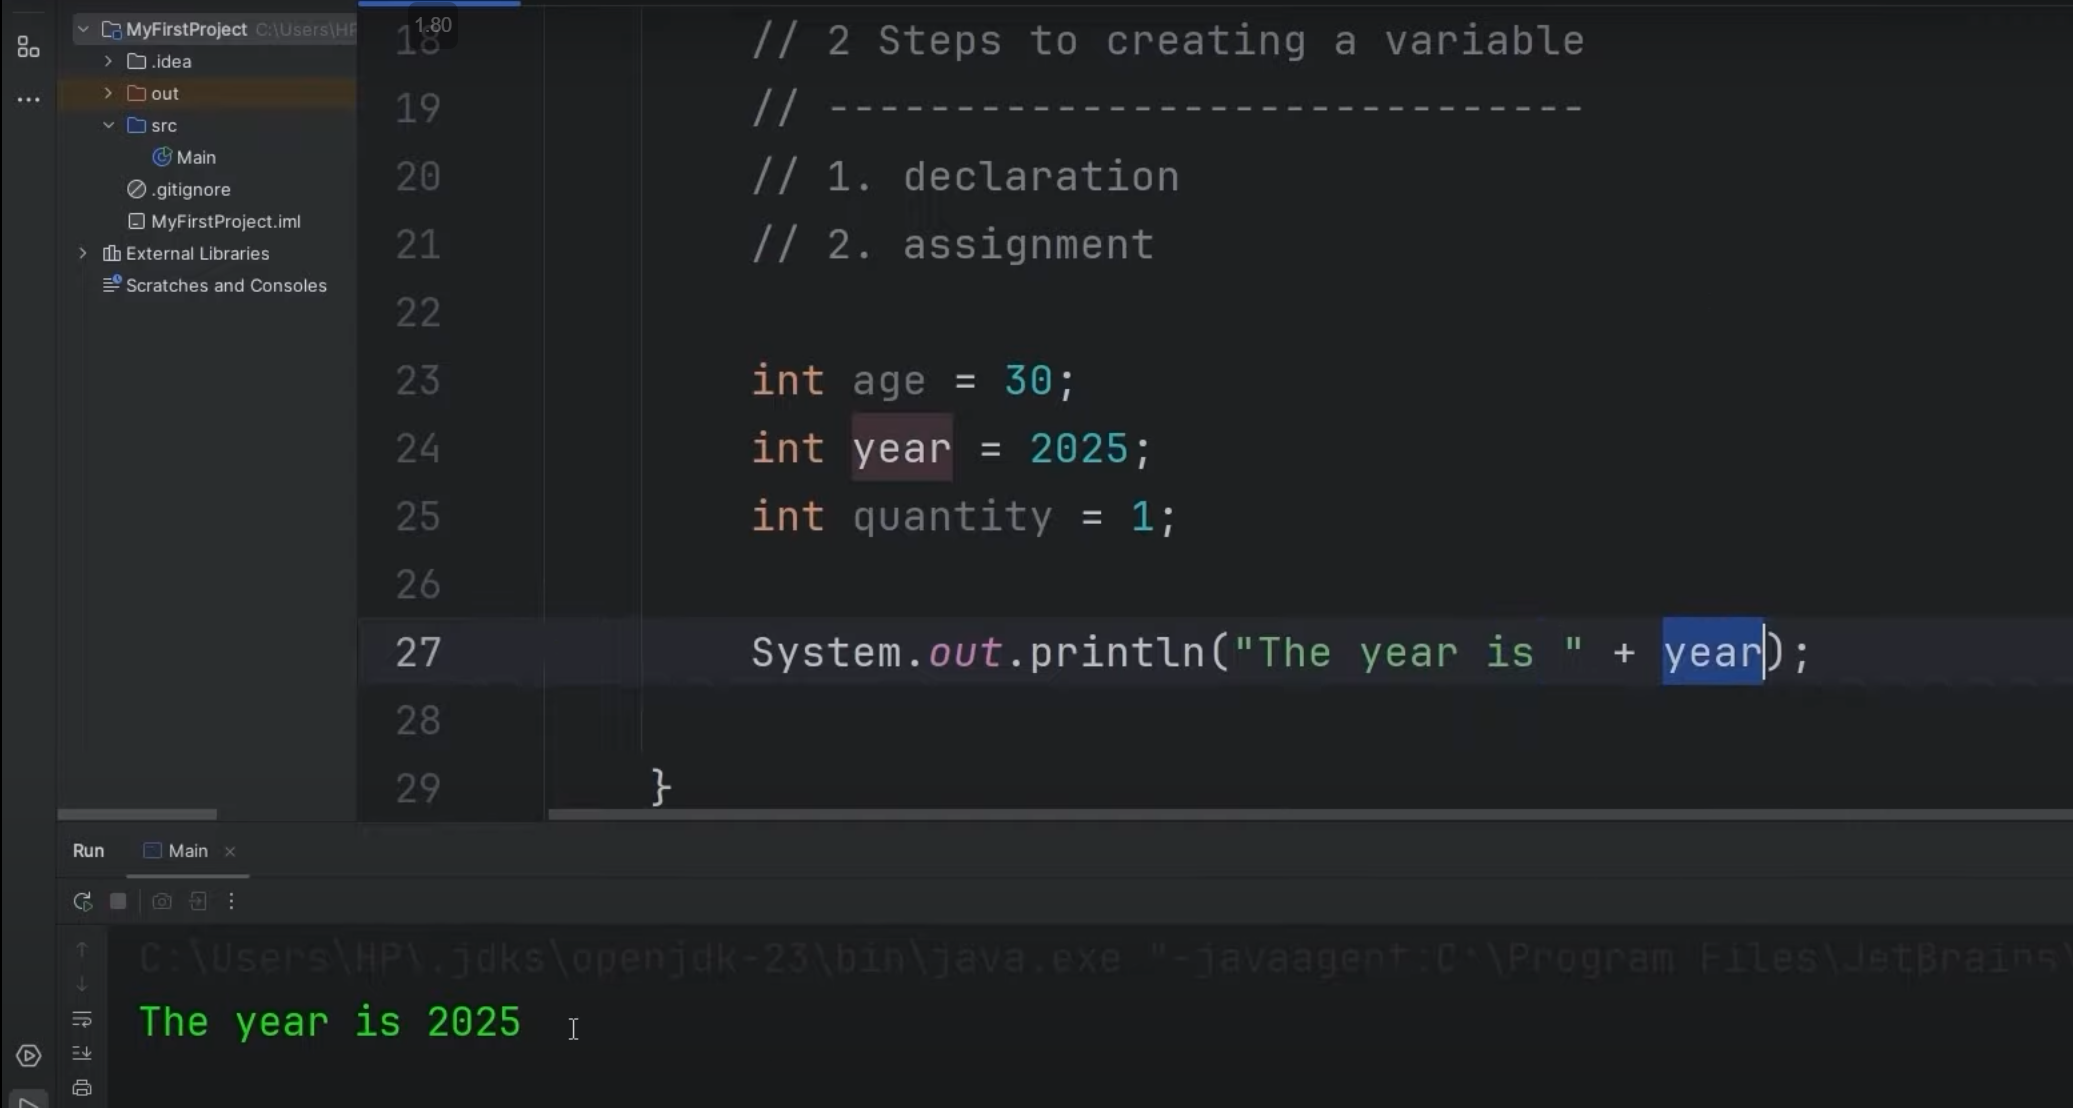 MyFirstProject C:\Users\HP
.idea
out
src
Main
.gitignore
MyFirstProject.iml
External Libraries
Scratches and Consoles
1.80
18 // 2 Steps to creating a variable
19 // ------------------------------
20 // 1. declaration
21 // 2. assignment
22
23 int age = 30;
24 int year = 2025;
25 int quantity = 1;
26
27 System.out.println("The year is " + year);
28
29 }
Run Main
C:\Users\HP\.jdks\openjdk-23\bin\java.exe "-javaagent:C:\Program Files\JetBrains\
The year is 2025